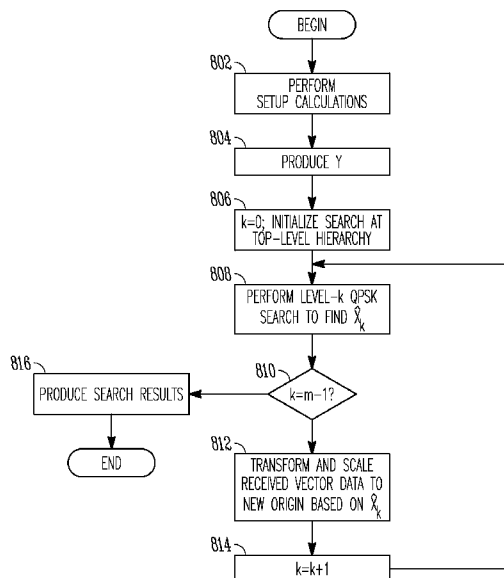 BEGIN
802
PERFORM
SETUP CALCULATIONS
804
PRODUCE Y
806
k=0; INITIALIZE SEARCH AT
TOP-LEVEL HIERARCHY
808
PERFORM LEVEL-k QPSK
SEARCH TO FIND X̂k
810
k=m-1?
816
PRODUCE SEARCH RESULTS
END
812
TRANSFORM AND SCALE
RECEIVED VECTOR DATA TO
NEW ORIGIN BASED ON X̂k
814
k=k+1